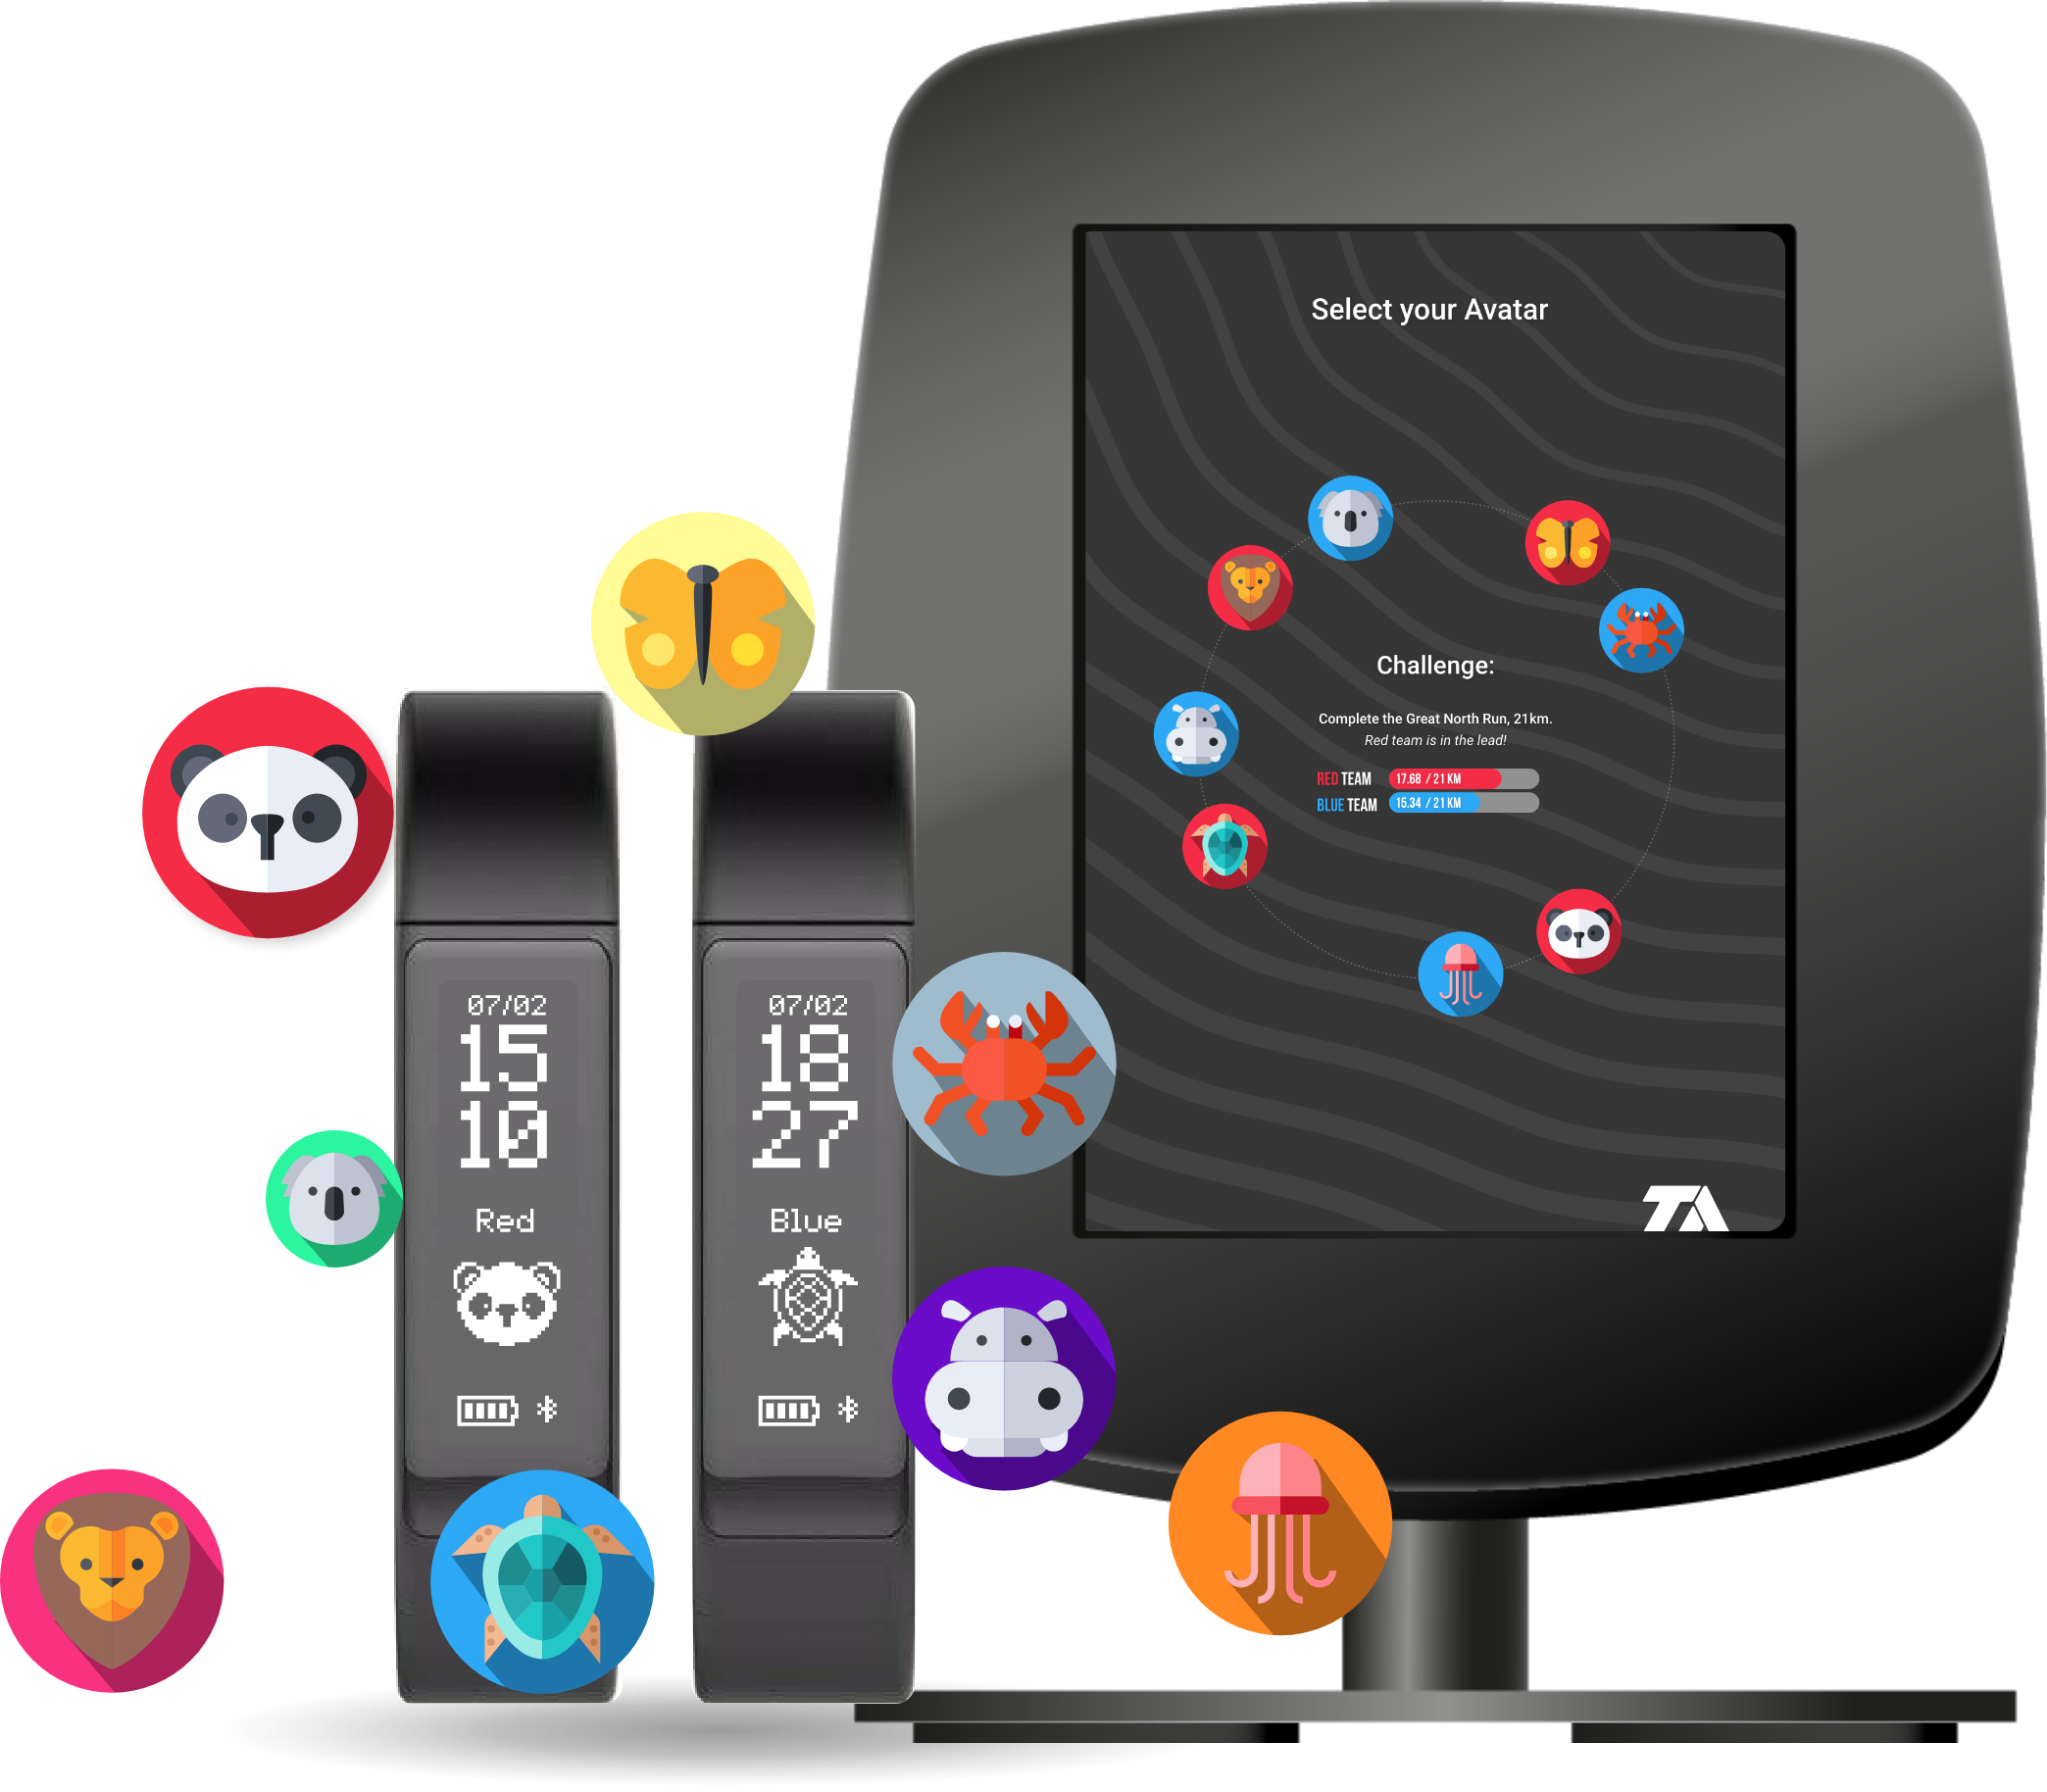 Select your Avatar
Challenge:
Complete the Great North Run, 21km.
Red team is in the lead!
RED TEAM 17.68 / 21 KM
BLUE TEAM 15.34 / 21 KM
TA
07/02
15
10
Red
07/02
18
27
Blue